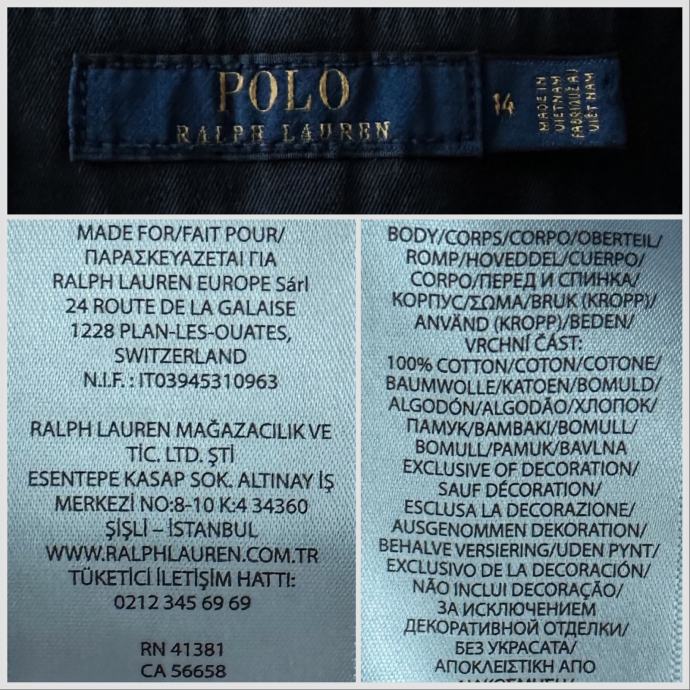 POLO
RALPH LAUREN
14
MADE IN
VIETNAM
FABRIQUÉ AU
VIÊT NAM
MADE FOR/FAIT POUR/
ΠΑΡΑΣΚΕΥΑΖΕΤΑΙ ΓΙΑ
RALPH LAUREN EUROPE Sárl
24 ROUTE DE LA GALAISE
1228 PLAN-LES-OUATES,
SWITZERLAND
N.I.F. : IT03945310963
RALPH LAUREN MAĞAZACILIK VE
TİC. LTD. ŞTİ
ESENTEPE KASAP SOK. ALTINAY İŞ
MERKEZİ NO:8-10 K:4 34360
ŞİŞLİ – İSTANBUL
WWW.RALPHLAUREN.COM.TR
TÜKETİCİ İLETİŞİM HATTI:
0212 345 69 69
RN 41381
CA 56658
BODY/CORPS/CORPO/OBERTEIL/
ROMP/HOVEDDEL/CUERPO/
CORPO/ПЕРЕД И СПИНКА/
КОРПУС/ΣΩΜΑ/BRUK (KROPP)/
ANVÄND (KROPP)/BEDEN/
VRCHNÍ ČÁST:
100% COTTON/COTON/COTONE/
BAUMWOLLE/KATOEN/BOMULD/
ALGODÓN/ALGODÃO/ХЛОПОК/
ПАМУК/ΒΑΜΒΑΚΙ/BOMULL/
BOMULL/PAMUK/BAVLNA
EXCLUSIVE OF DECORATION/
SAUF DÉCORATION/
ESCLUSA LA DECORAZIONE/
AUSGENOMMEN DEKORATION/
BEHALVE VERSIERING/UDEN PYNT/
EXCLUSIVO DE LA DECORACIÓN/
NÃO INCLUI DECORAÇÃO/
ЗА ИСКЛЮЧЕНИЕМ
ДЕКОРАТИВНОЙ ОТДЕЛКИ/
БЕЗ УКРАСАТА/
ΑΠΟΚΛΕΙΣΤΙΚΗ ΑΠΟ